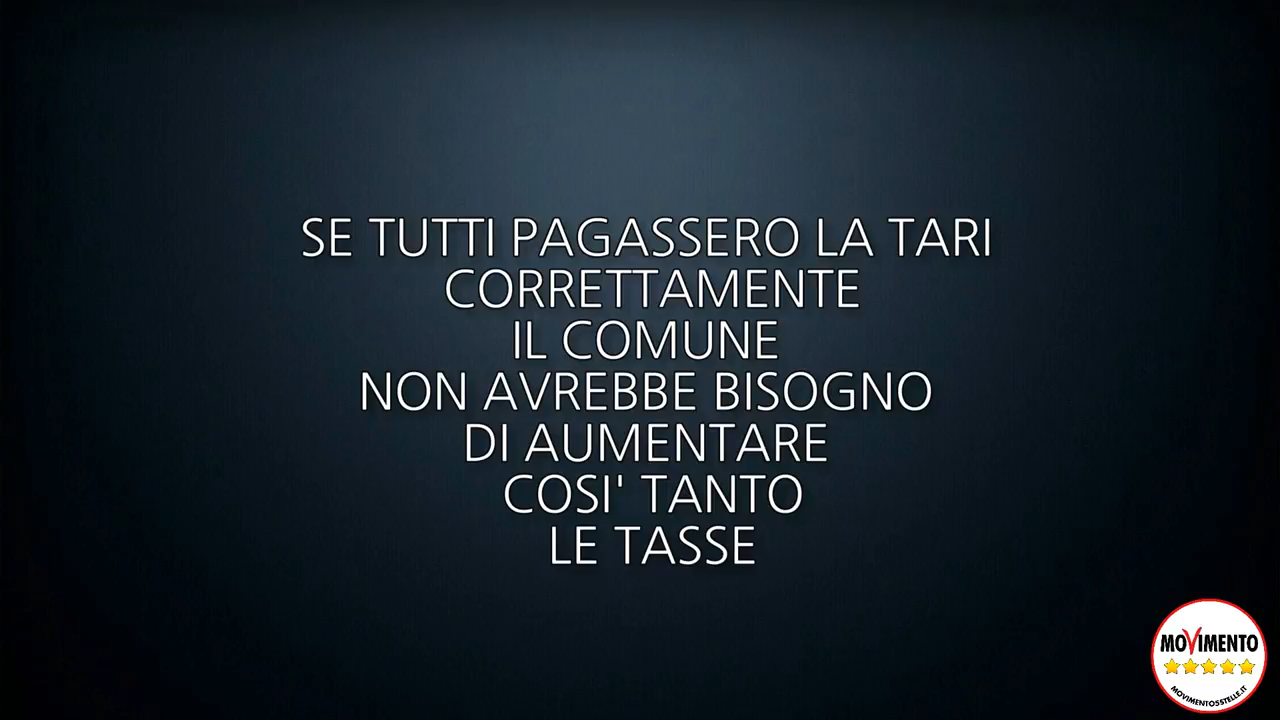 SE TUTTI PAGASSERO LA TARI
CORRETTAMENTE
IL COMUNE
NON AVREBBE BISOGNO
DI AUMENTARE
COSI' TANTO
LE TASSE
MOVIMENTO
MOVIMENTO5STELLE.IT